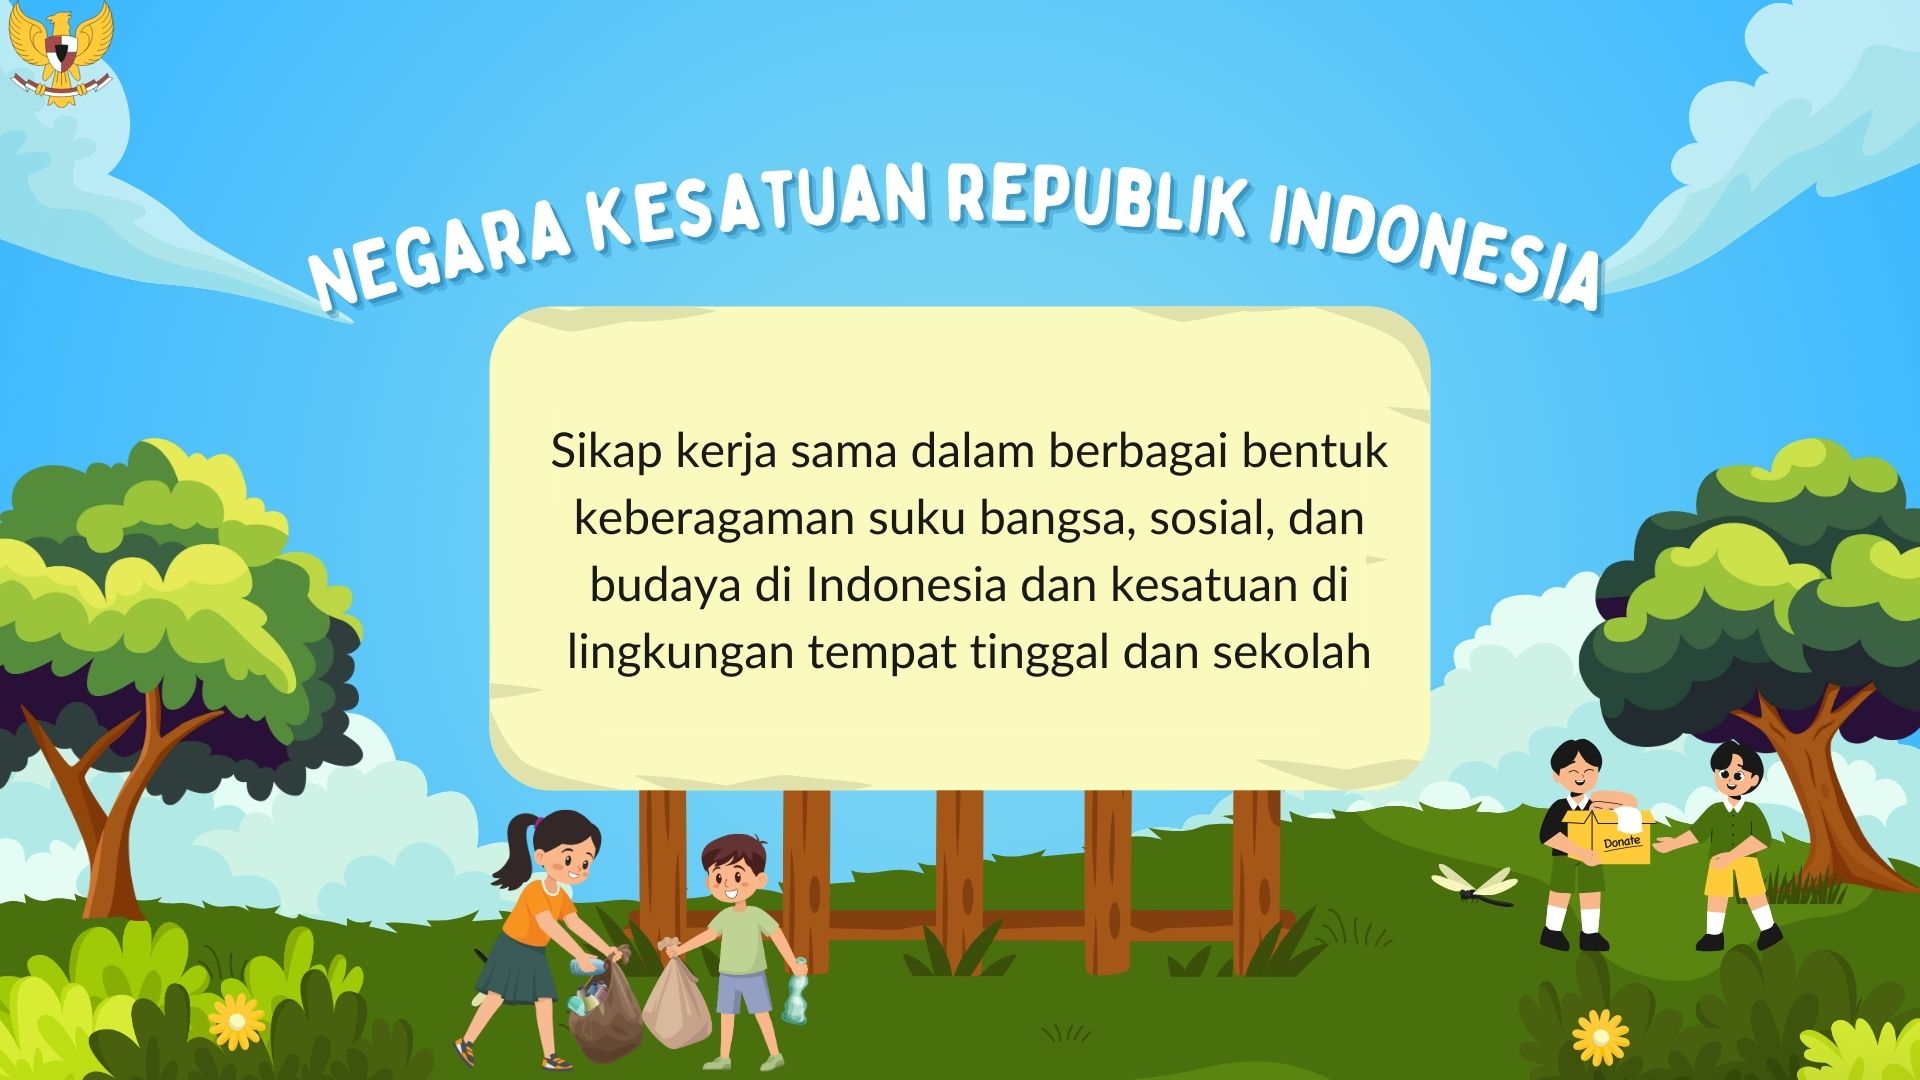 NEGARA KESATUAN REPUBLIK INDONESIA
Sikap kerja sama dalam berbagai bentuk
keberagaman suku bangsa, sosial, dan
budaya di Indonesia dan kesatuan di
lingkungan tempat tinggal dan sekolah
Donate